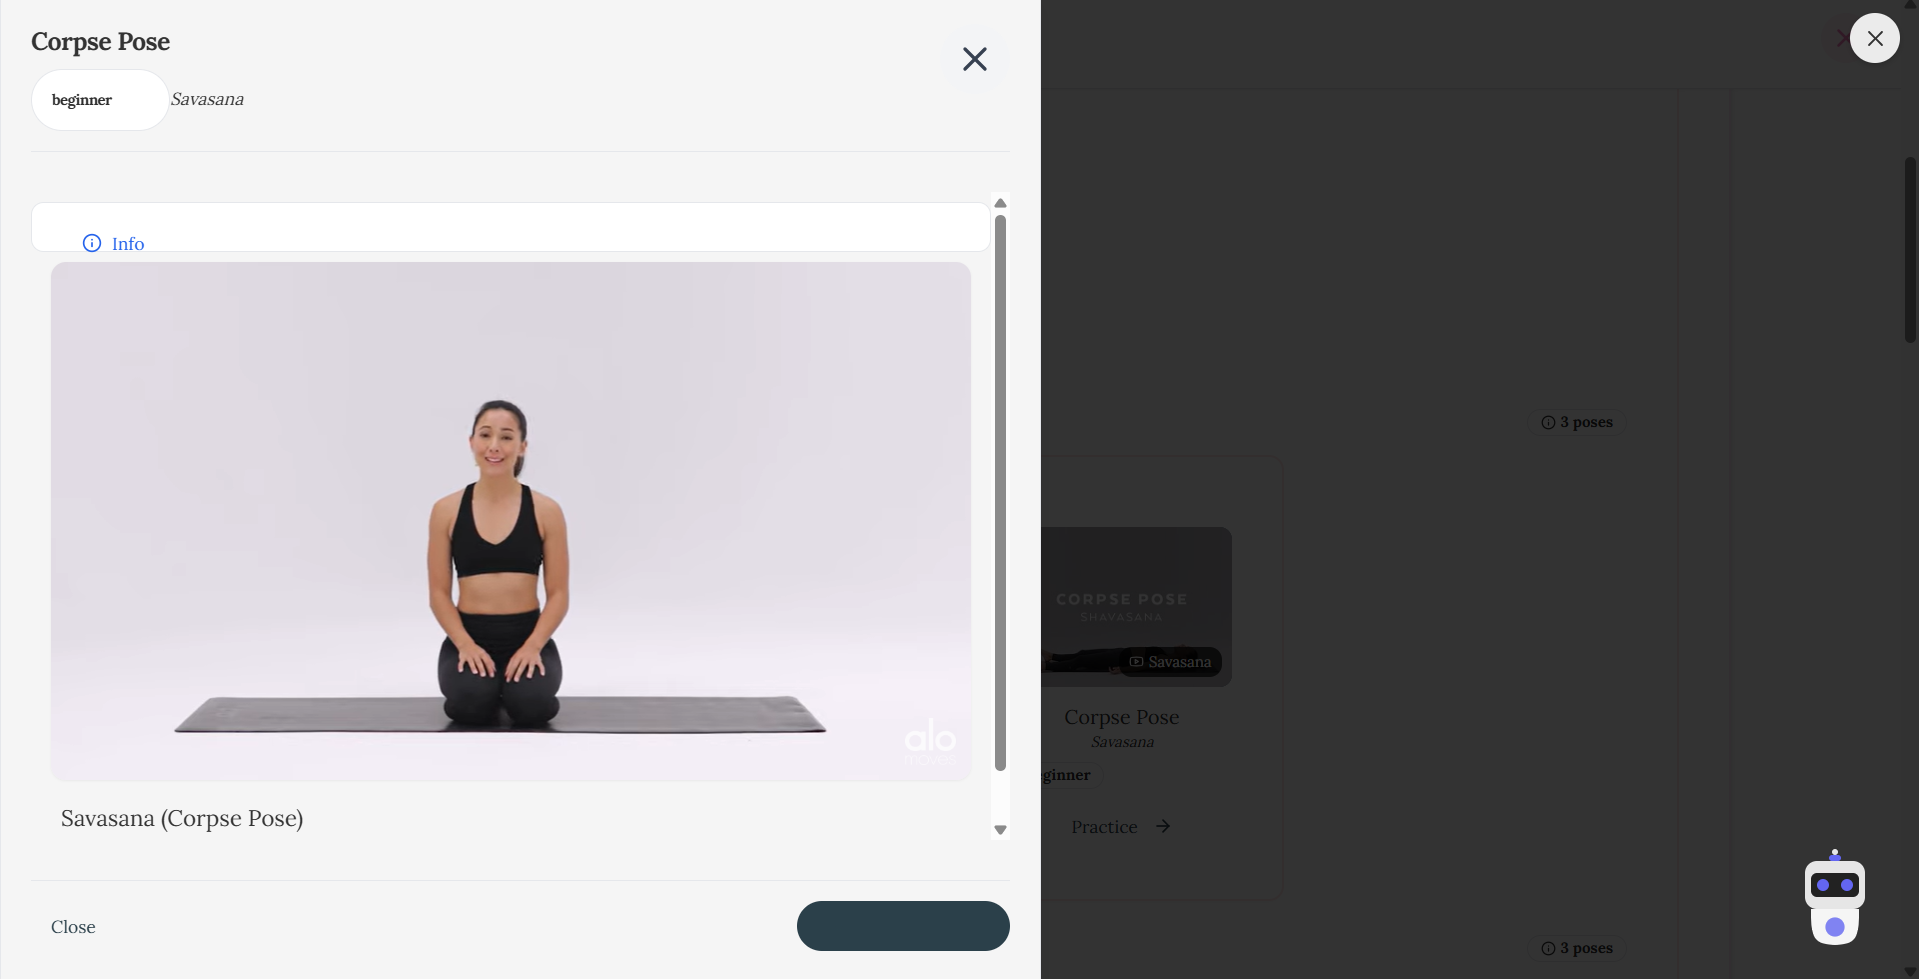 Corpse Pose
beginner
Savasana
Info
alo
moves
Savasana (Corpse Pose)
Close
3 poses
CORPSE POSE
SHAVASANA
Savasana
Corpse Pose
Savasana
eginner
Practice
3 poses